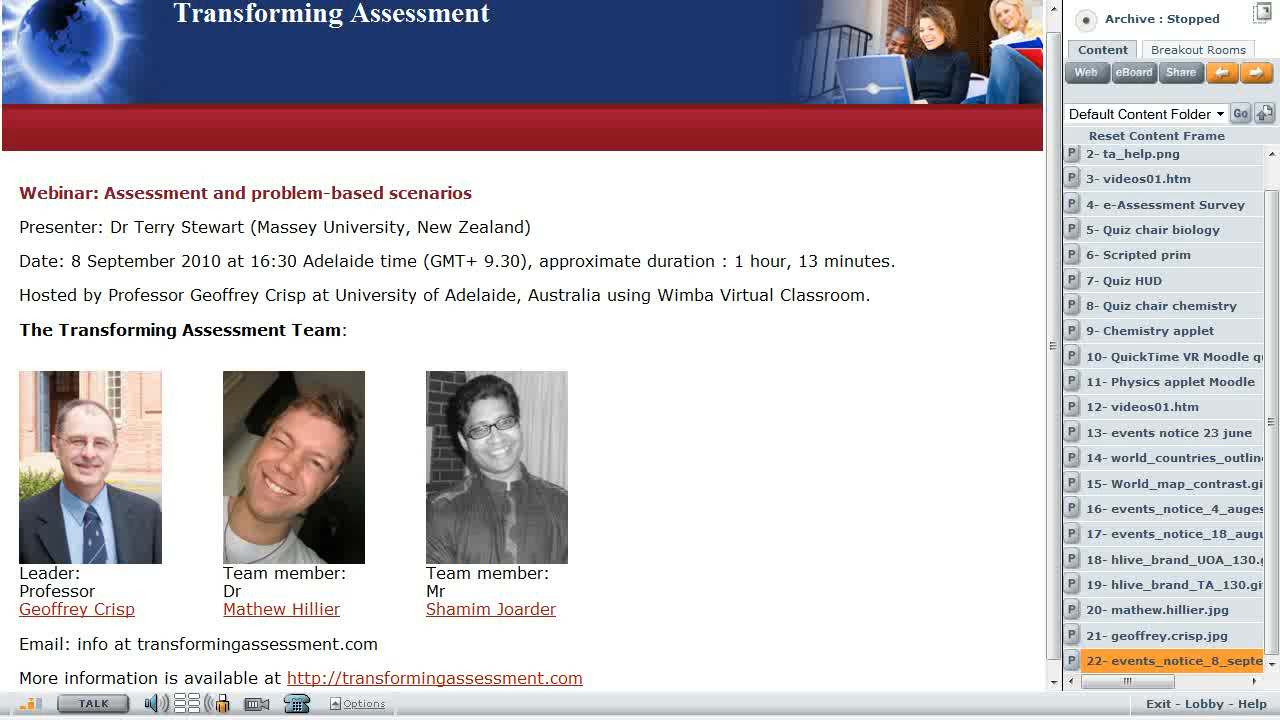 Transforming Assessment
Webinar: Assessment and problem-based scenarios
Presenter: Dr Terry Stewart (Massey University, New Zealand)
Date: 8 September 2010 at 16:30 Adelaide time (GMT+ 9.30), approximate duration : 1 hour, 13 minutes.
Hosted by Professor Geoffrey Crisp at University of Adelaide, Australia using Wimba Virtual Classroom.
The Transforming Assessment Team:
Leader:
Professor
Geoffrey Crisp
Team member:
Dr
Mathew Hillier
Team member:
Mr
Shamim Joarder
Email: info at transformingassessment.com
More information is available at http://transformingassessment.com
TALK
Options
Archive : Stopped
Content Breakout Rooms
Web eBoard Share
Default Content Folder Go
Reset Content Frame
P 2- ta_help.png
P 3- videos01.htm
P 4- e-Assessment Survey
P 5- Quiz chair biology
P 6- Scripted prim
P 7- Quiz HUD
P 8- Quiz chair chemistry
P 9- Chemistry applet
P 10- QuickTime VR Moodle q
P 11- Physics applet Moodle
P 12- videos01.htm
P 13- events notice 23 june
P 14- world_countries_outlin
P 15- World_map_contrast.gi
P 16- events_notice_4_auges
P 17- events_notice_18_augu
P 18- hlive_brand_UOA_130.g
P 19- hlive_brand_TA_130.gi
P 20- mathew.hillier.jpg
P 21- geoffrey.crisp.jpg
P 22- events_notice_8_septe
Exit - Lobby - Help